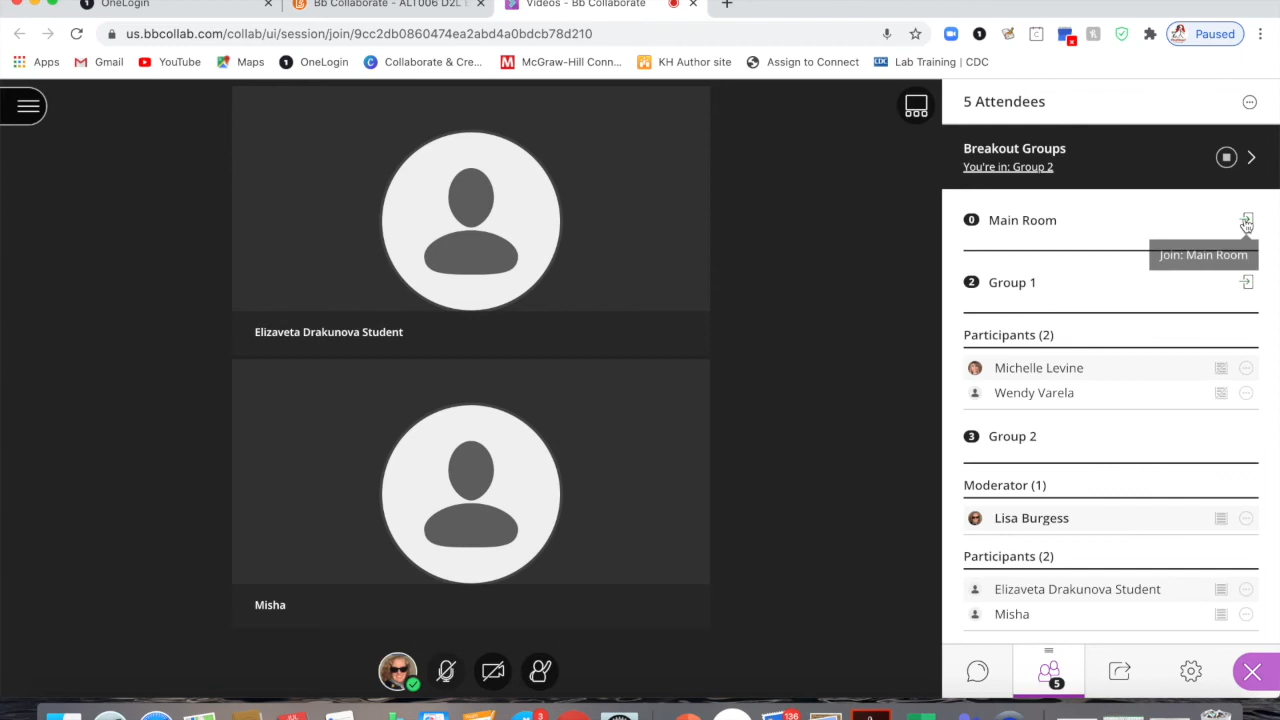 OneLogin
Bb Collaborate - ALT006 D2L
Videos - Bb Collaborate
us.bbcollab.com/collab/ui/session/join/9cc2db0860474ea2abd4a0bdcb78d210
Paused
Apps
Gmail
YouTube
Maps
OneLogin
Collaborate & Cre...
McGraw-Hill Conn...
KH Author site
Assign to Connect
Lab Training | CDC
5 Attendees
Breakout Groups
You're in: Group 2
0 Main Room
Join: Main Room
2 Group 1
Participants (2)
Michelle Levine
Wendy Varela
3 Group 2
Moderator (1)
Lisa Burgess
Participants (2)
Elizaveta Drakunova Student
Misha
Elizaveta Drakunova Student
Misha
5
3
136